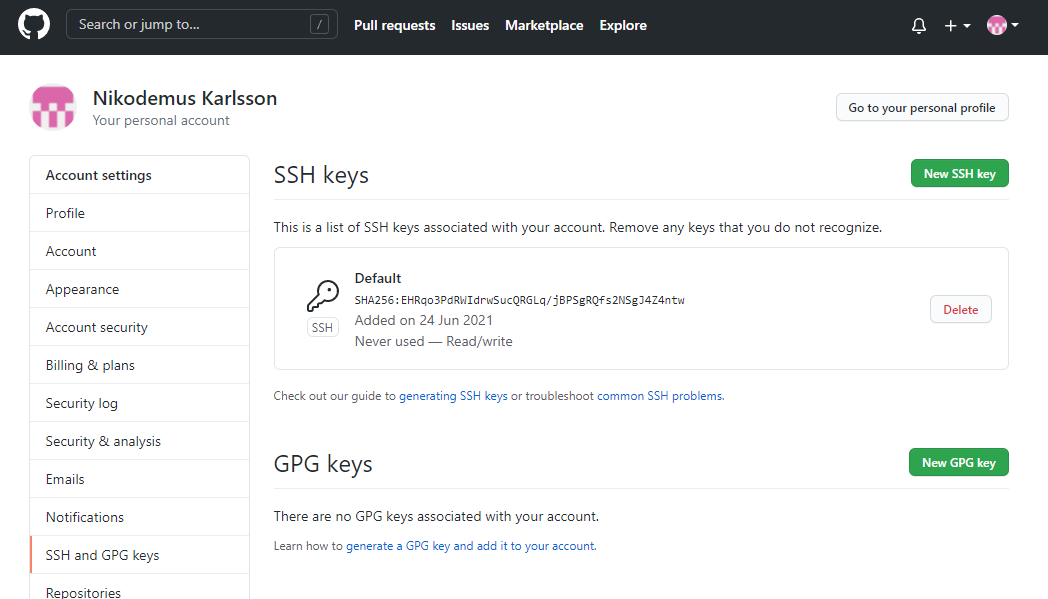 Search or jump to... /
Pull requests Issues Marketplace Explore
Nikodemus Karlsson
Your personal account
Go to your personal profile
Account settings
Profile
Account
Appearance
Account security
Billing & plans
Security log
Security & analysis
Emails
Notifications
SSH and GPG keys
Repositories
SSH keys
New SSH key
This is a list of SSH keys associated with your account. Remove any keys that you do not recognize.
SSH
Default
SHA256:EHRqo3PdRWIdrwSucQRGLq/jBPSgRQfs2NSgJ4Z4ntw
Added on 24 Jun 2021
Never used — Read/write
Delete
Check out our guide to generating SSH keys or troubleshoot common SSH problems.
GPG keys
New GPG key
There are no GPG keys associated with your account.
Learn how to generate a GPG key and add it to your account.